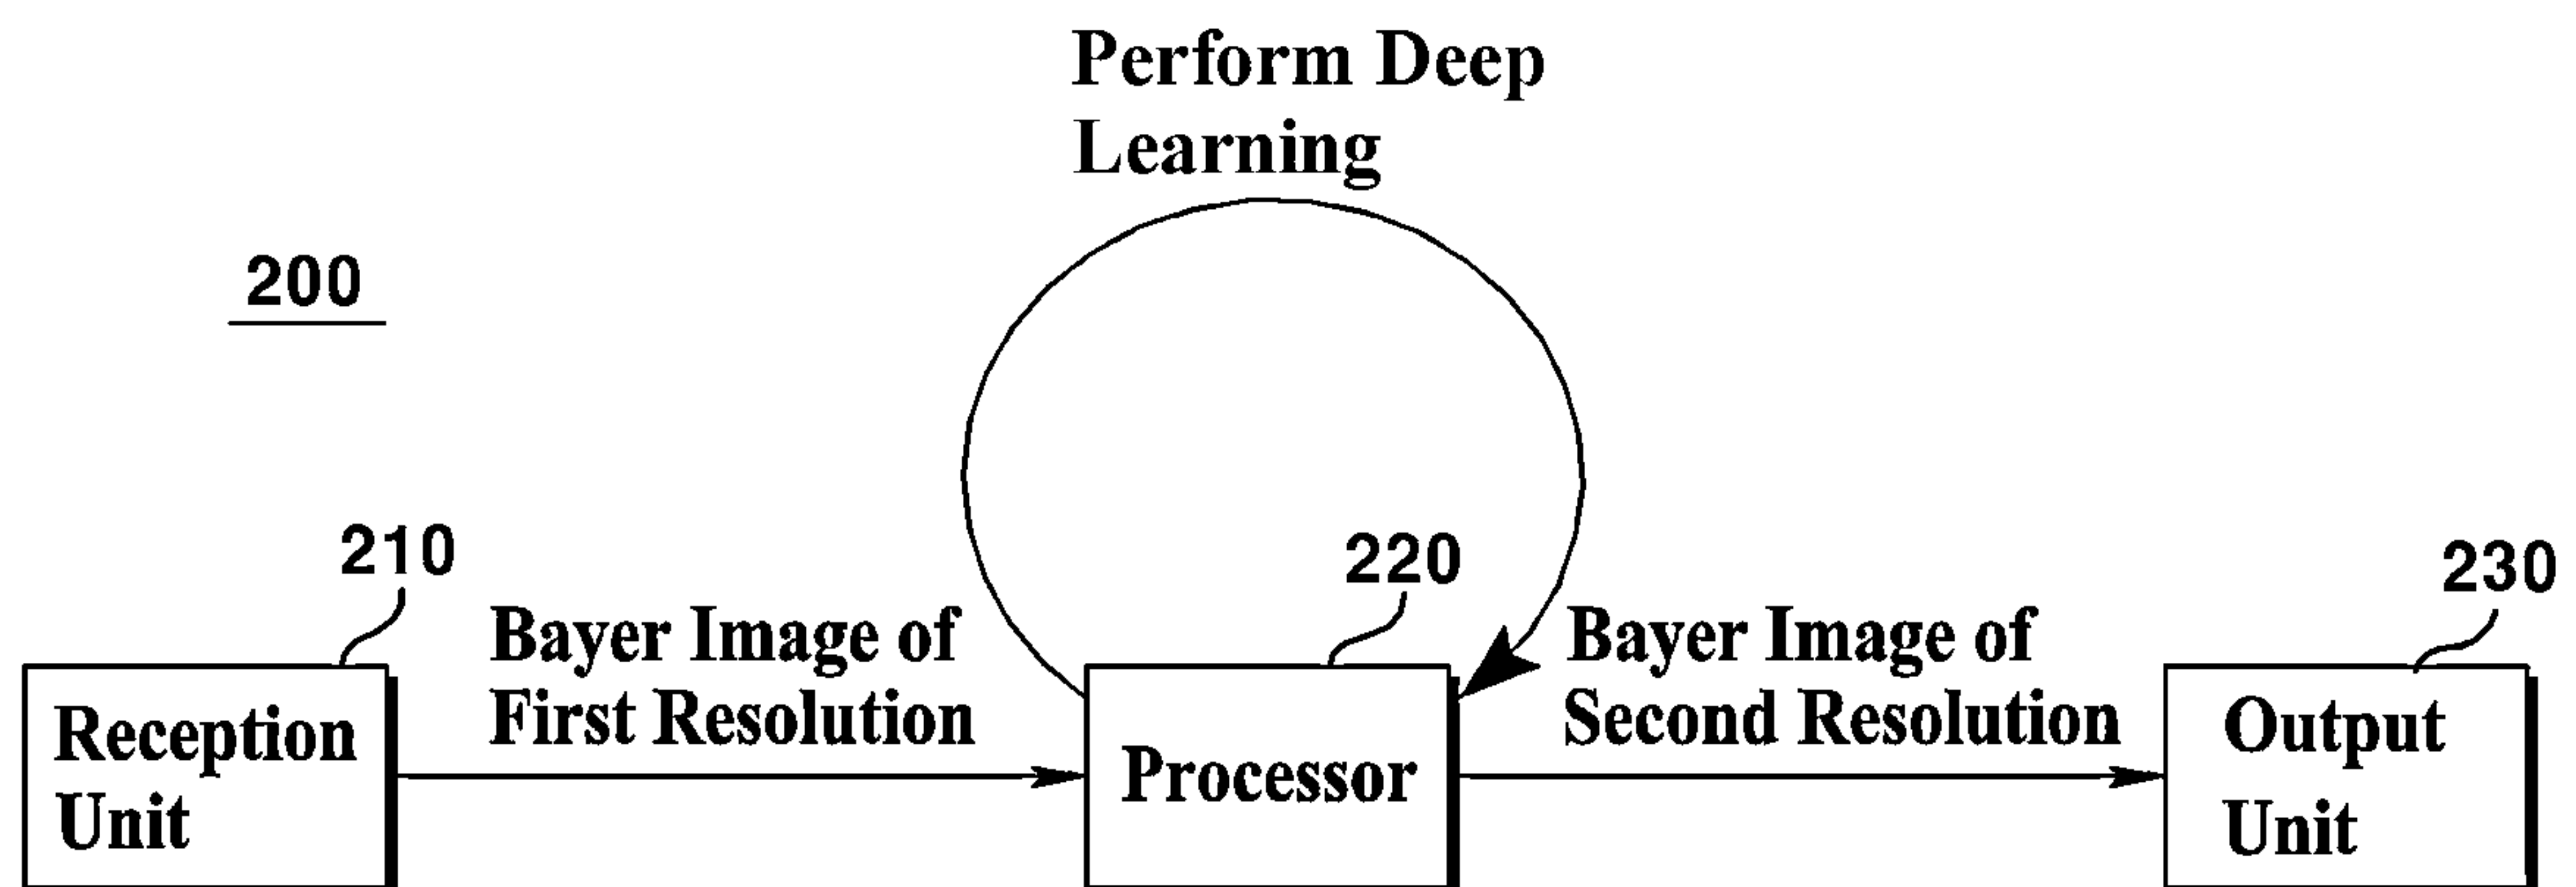 Perform Deep
Learning
200
210
220
230
Bayer Image of
First Resolution
Bayer Image of
Second Resolution
Reception
Unit
Processor
Output
Unit